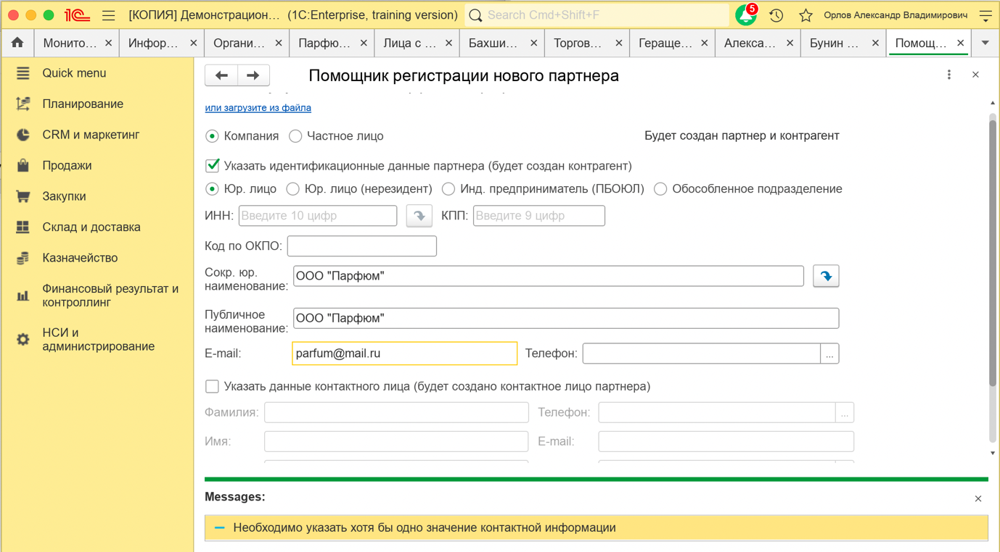 1С [КОПИЯ] Демонстрацион... (1C:Enterprise, training version) Search Cmd+Shift+F 5 Орлов Александр Владимирович
Монито... Инфор... Органи... Парфю... Лица с ... Бахши... Торгов... Гераще... Алекса... Бунин ... Помощ...
Quick menu
Планирование
CRM и маркетинг
Продажи
Закупки
Склад и доставка
Казначейство
Финансовый результат и
контроллинг
НСИ и
администрирование
Помощник регистрации нового партнера
или загрузите из файла
Компания Частное лицо Будет создан партнер и контрагент
Указать идентификационные данные партнера (будет создан контрагент)
Юр. лицо Юр. лицо (нерезидент) Инд. предприниматель (ПБОЮЛ) Обособленное подразделение
ИНН: Введите 10 цифр КПП: Введите 9 цифр
Код по ОКПО:
Сокр. юр.
наименование: ООО "Парфюм"
Публичное
наименование: ООО "Парфюм"
E-mail: parfum@mail.ru Телефон: ...
Указать данные контактного лица (будет создано контактное лицо партнера)
Фамилия: Телефон: ...
Имя: E-mail:
Messages:
Необходимо указать хотя бы одно значение контактной информации